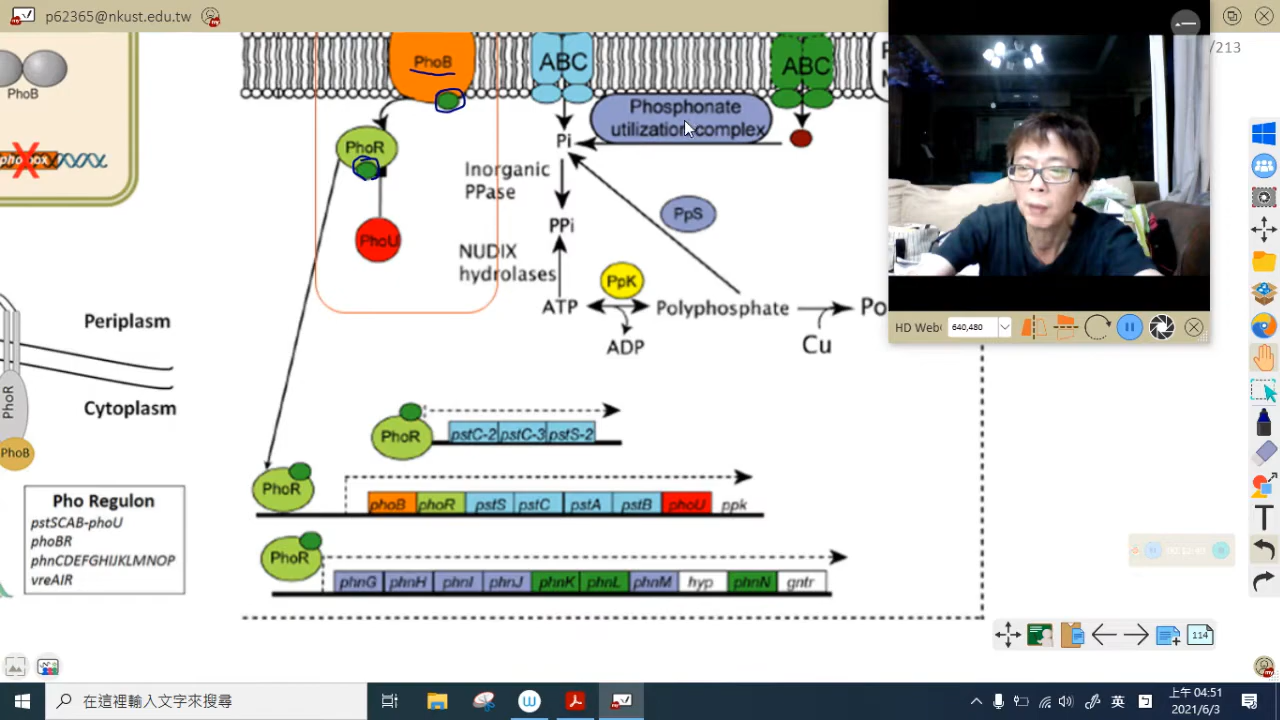 p62365@nkust.edu.tw
/213
PhoB
pho box
Periplasm
Cytoplasm
PhoR
PhoB
Pho Regulon
pstSCAB-phoU
phoBR
phnCDEFGHIJKLMNOP
vreAIR
PhoB
ABC
ABC
Phosphonate
utilization complex
PhoR
Pi
Inorganic
PPase
PhoU
PPi
PpS
NUDIX
hydrolases
PpK
ATP
Polyphosphate
Po
ADP
Cu
PhoR
pstC-2
pstC-3
pstS-2
PhoR
phoB
phoR
pstS
pstC
pstA
pstB
phoU
ppk
PhoR
phnG
phnH
phnI
phnJ
phnK
phnL
phnM
hyp
phnN
gntr
HD Web
640,480
114
在這裡輸入文字來搜尋
英
上午 04:51
2021/6/3